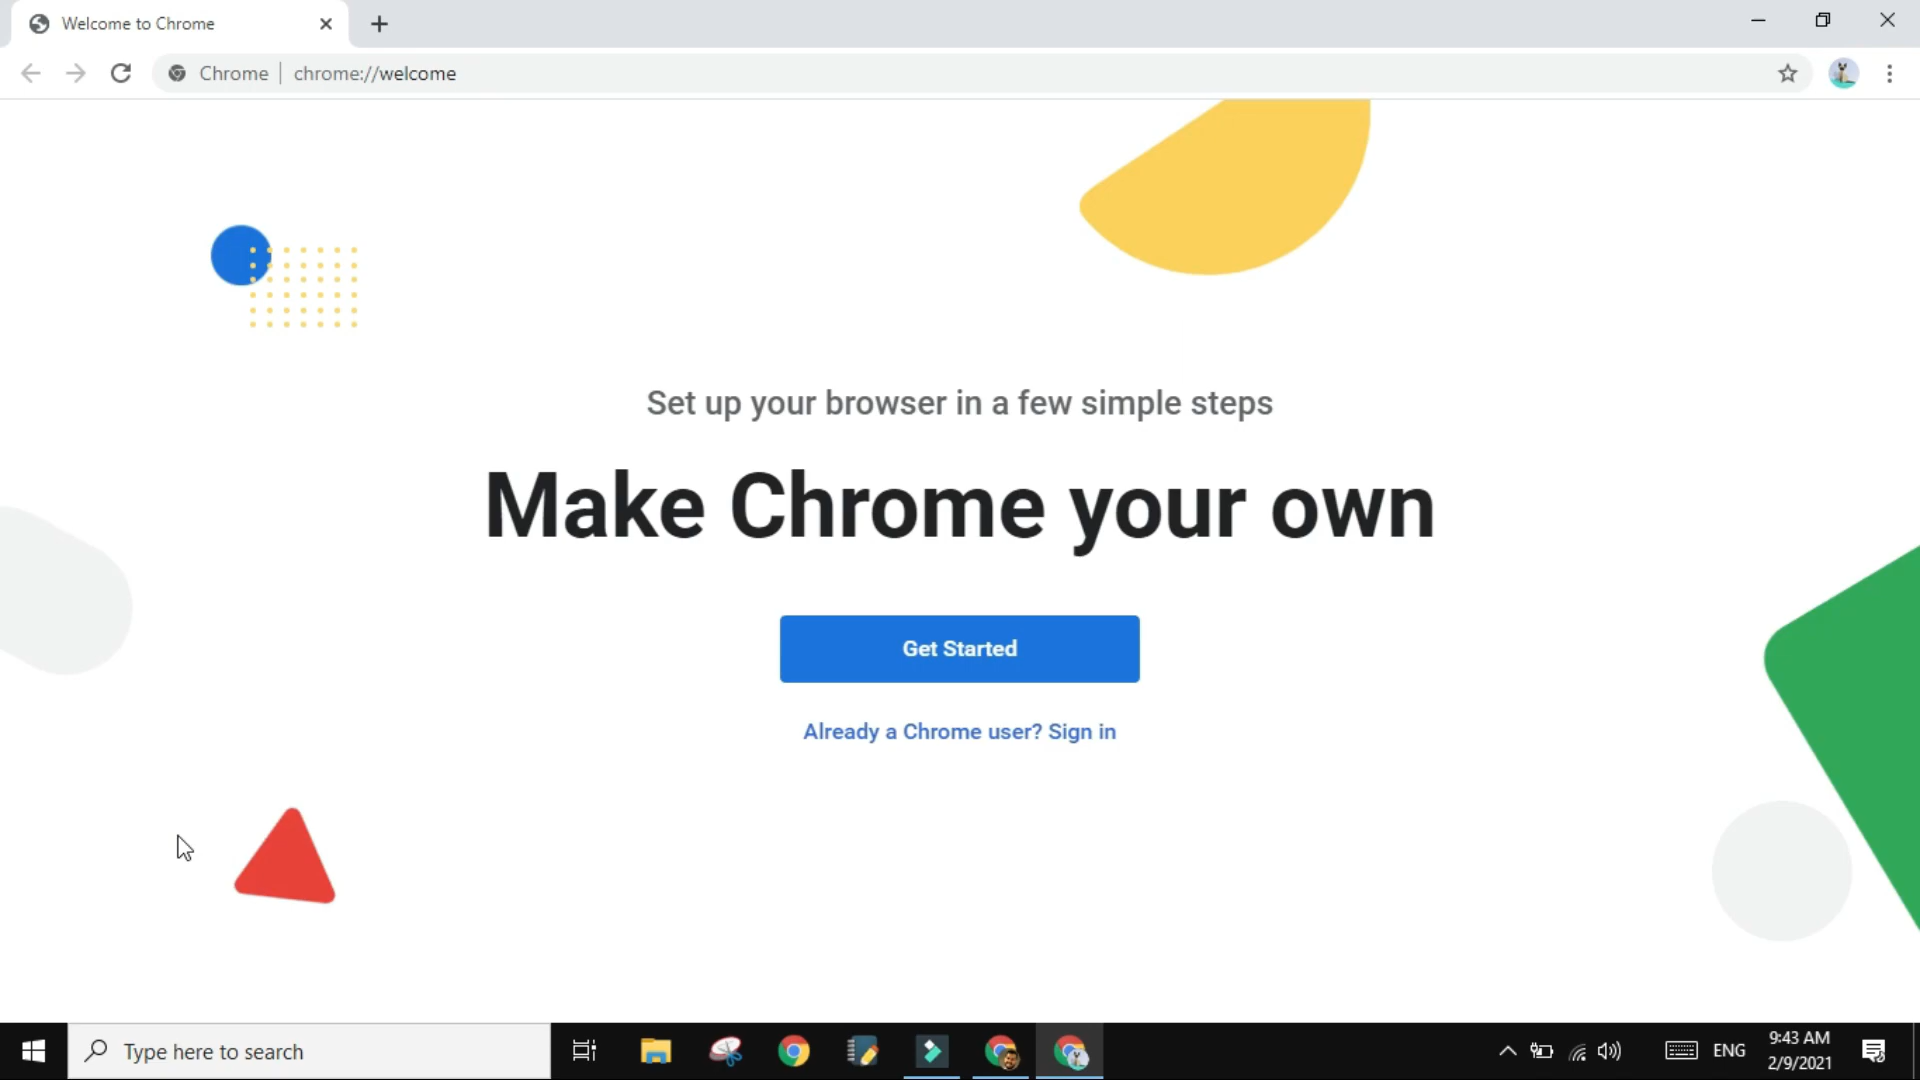 Welcome to Chrome
Chrome
chrome://welcome
Set up your browser in a few simple steps
Make Chrome your own
Get Started
Already a Chrome user? Sign in
Type here to search
ENG
9:43 AM
2/9/2021